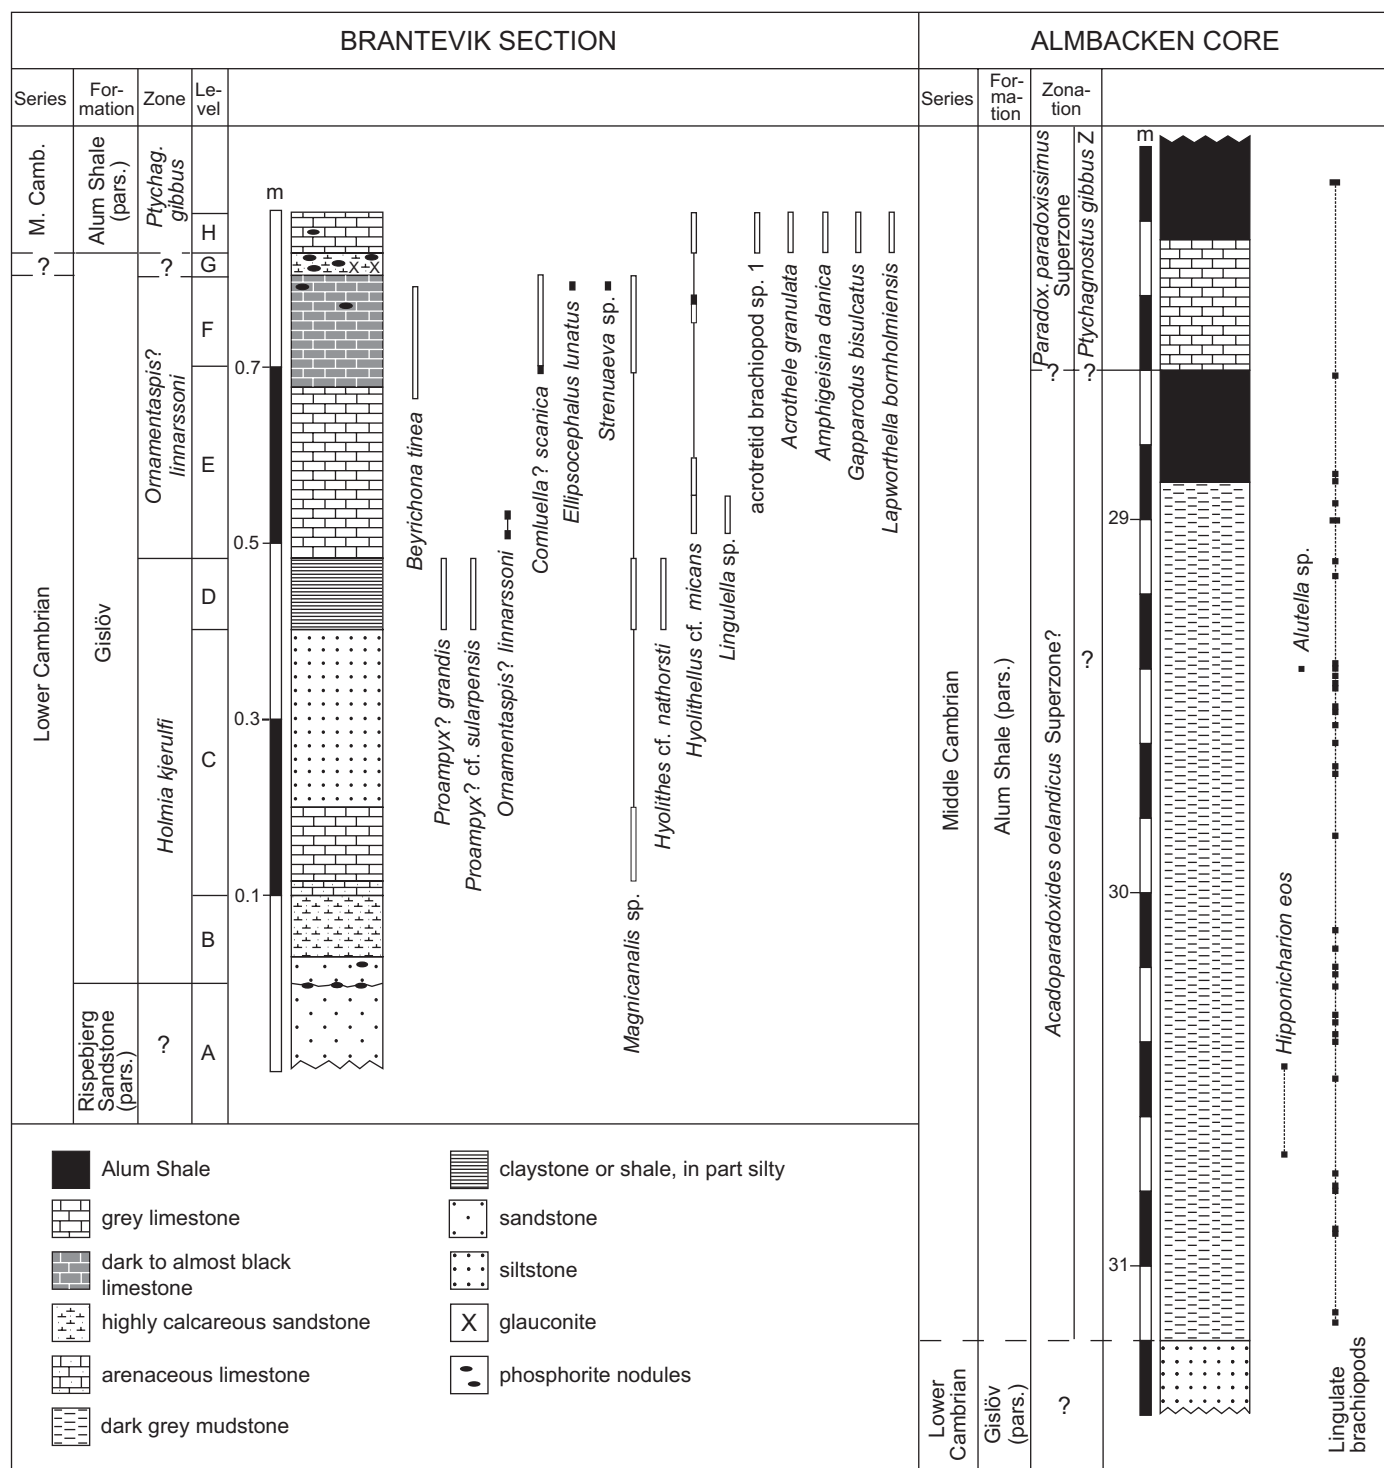 BRANTEVIK SECTION
ALMBACKEN CORE
Series
For-
mation
Zone
Le-
vel
Series
For-
ma-
tion
Zona-
tion
M. Camb.
Alum Shale
(pars.)
Ptychag.
gibbus
H
?
?
G
Lower Cambrian
Gislöv
Ornamentaspis?
linnarssoni
F
E
Holmia kjerulfi
D
C
B
Rispebjerg
Sandstone
(pars.)
?
A
m
0.7
0.5
0.3
0.1
Beyrichona tinea
Proampyx? grandis
Proampyx? cf. sularpensis
Ornamentaspis? linnarssoni
Comluella? scanica
Ellipsocephalus lunatus
Strenuaeva sp.
Magnicanalis sp.
Hyolithes cf. nathorsti
Hyolithellus cf. micans
Lingulella sp.
acrotretid brachiopod sp. 1
Acrothele granulata
Amphigeisina danica
Gapparodus bisulcatus
Lapworthella bornholmiensis
X X
Middle Cambrian
Alum Shale (pars.)
Paradox. paradoxissimus
Superzone
Ptychagnostus gibbus Z
?
?
Acadoparadoxides oelandicus Superzone?
?
Lower
Cambrian
Gislöv
(pars.)
?
m
29
30
31
Alutella sp.
Hipponicharion eos
Lingulate
brachiopods
Alum Shale
grey limestone
dark to almost black
limestone
highly calcareous sandstone
arenaceous limestone
dark grey mudstone
claystone or shale, in part silty
sandstone
siltstone
X
glauconite
phosphorite nodules